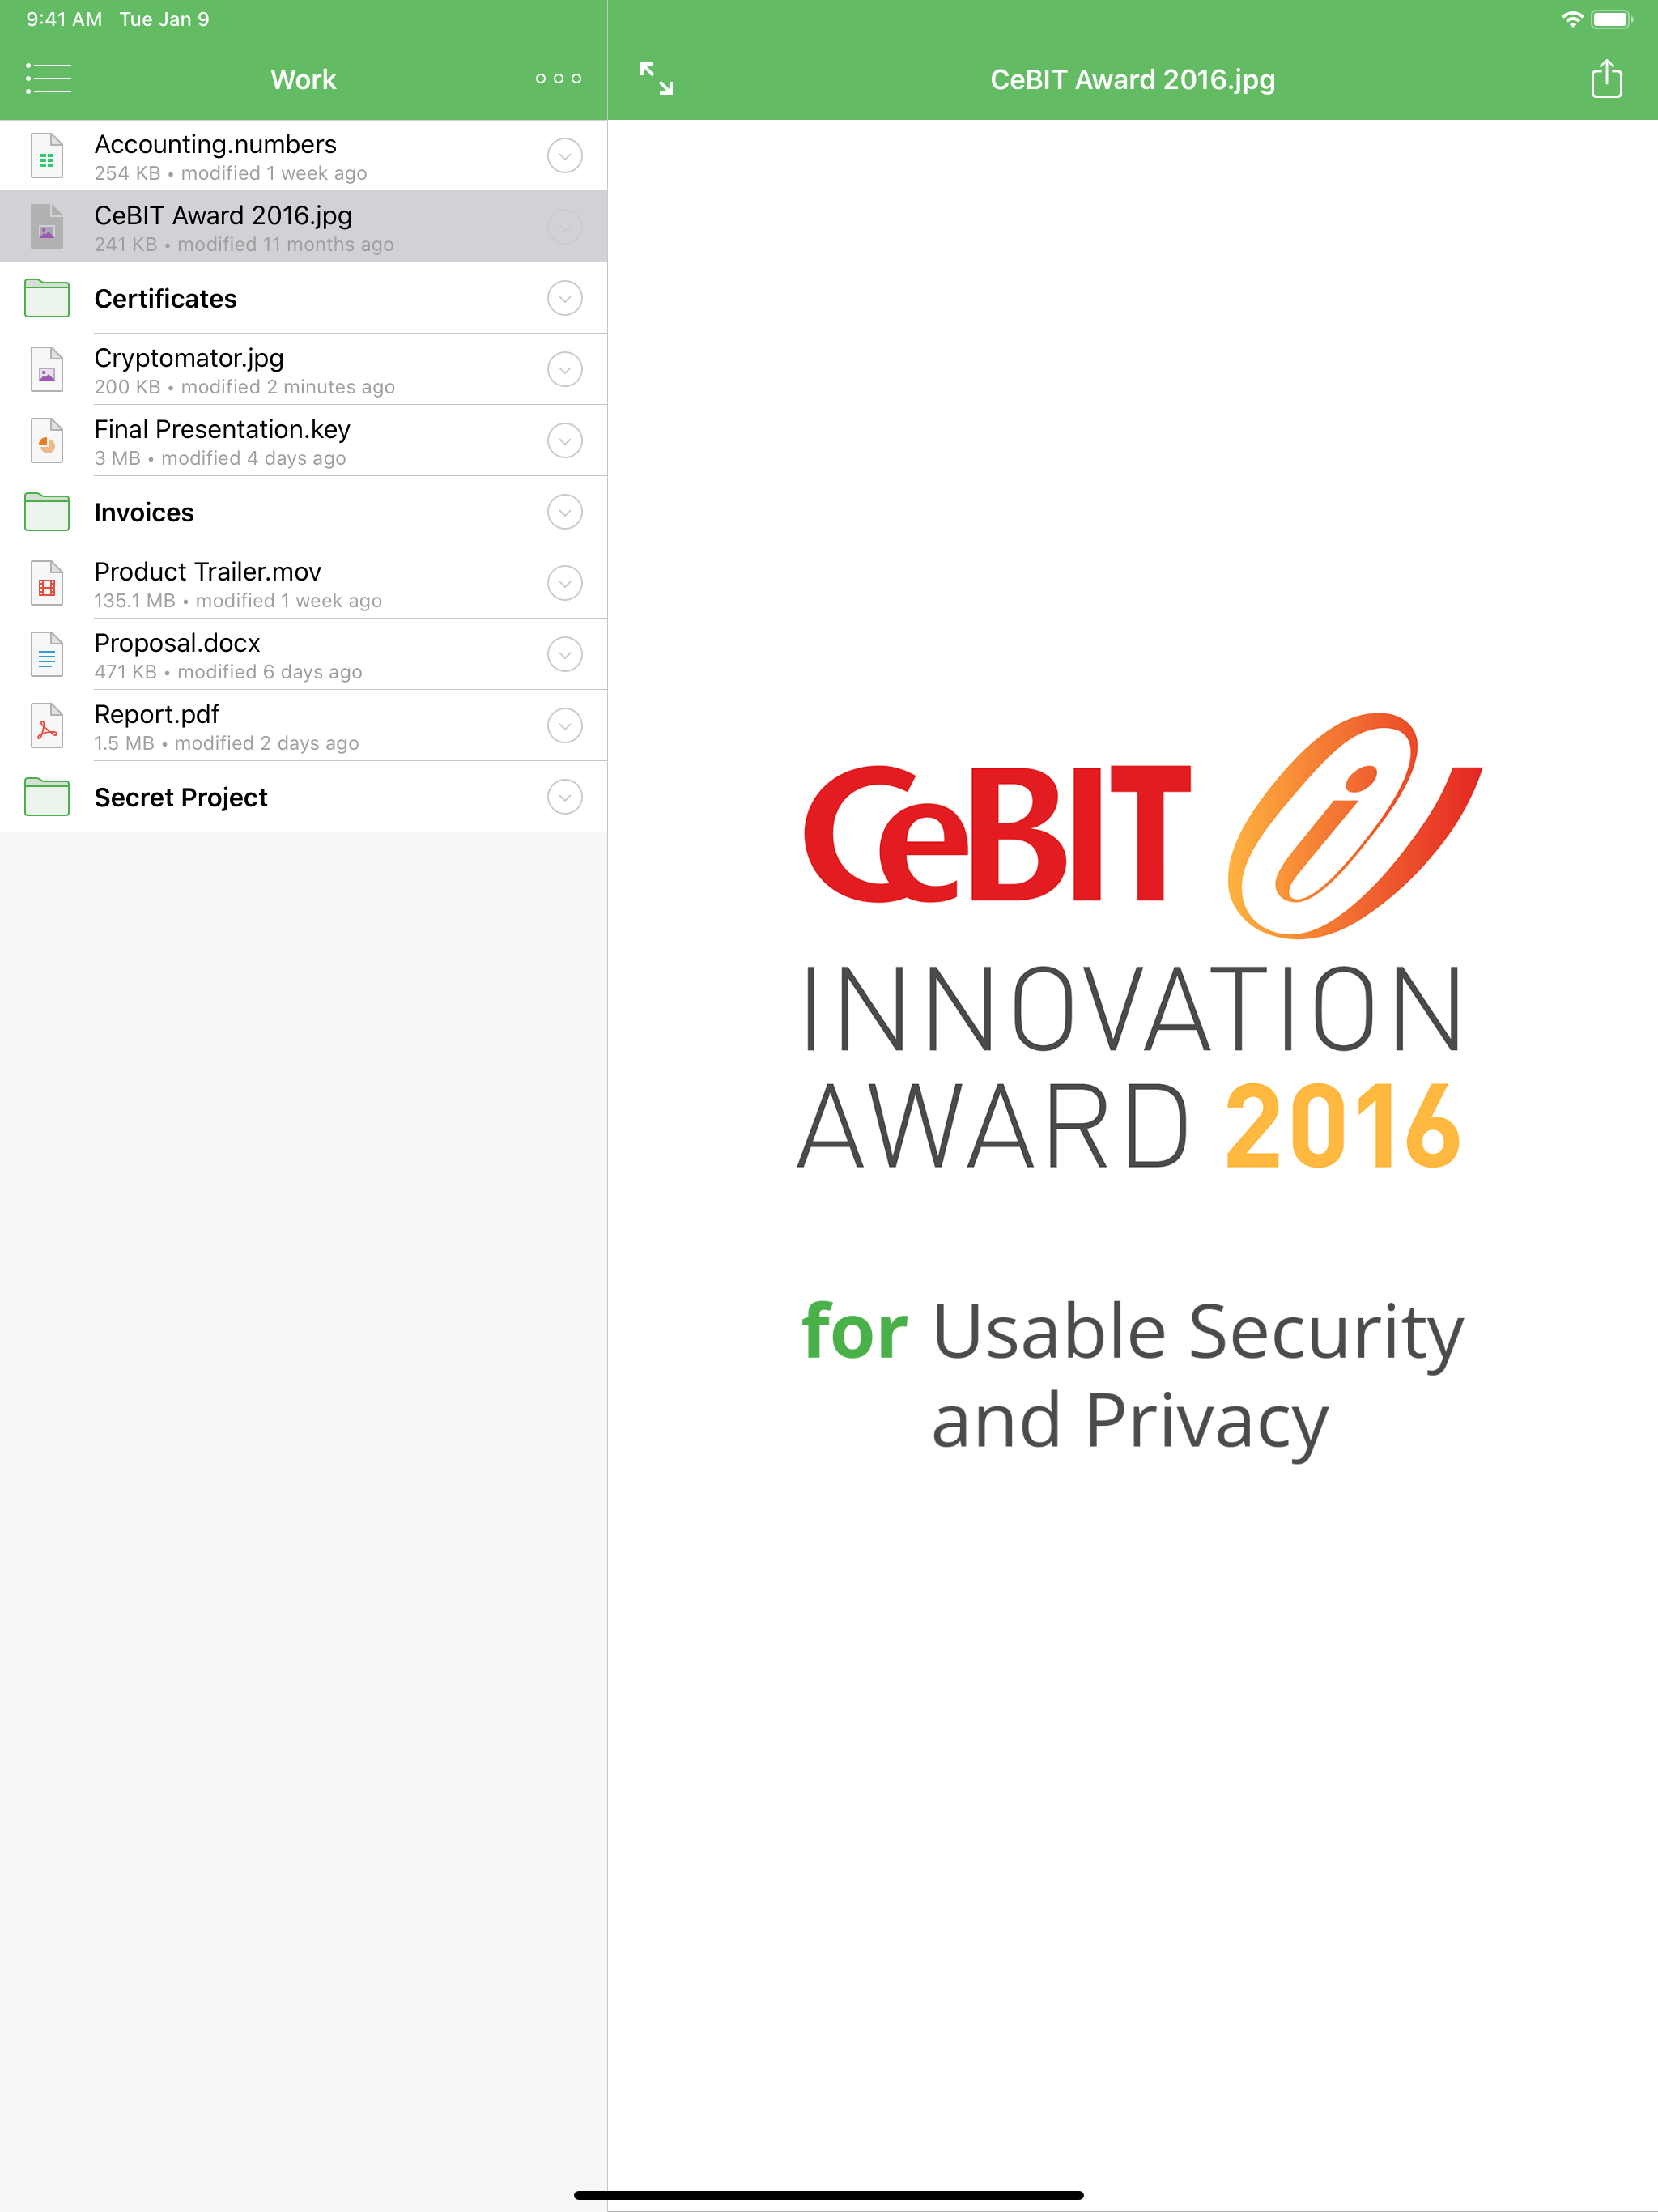 9:41 AM Tue Jan 9
Work
Accounting.numbers
254 KB • modified 1 week ago
CeBIT Award 2016.jpg
241 KB • modified 11 months ago
Certificates
Cryptomator.jpg
200 KB • modified 2 minutes ago
Final Presentation.key
3 MB • modified 4 days ago
Invoices
Product Trailer.mov
135.1 MB • modified 1 week ago
Proposal.docx
471 KB • modified 6 days ago
Report.pdf
1.5 MB • modified 2 days ago
Secret Project
CeBIT Award 2016.jpg
CeBIT i
INNOVATION
AWARD 2016
for Usable Security
and Privacy